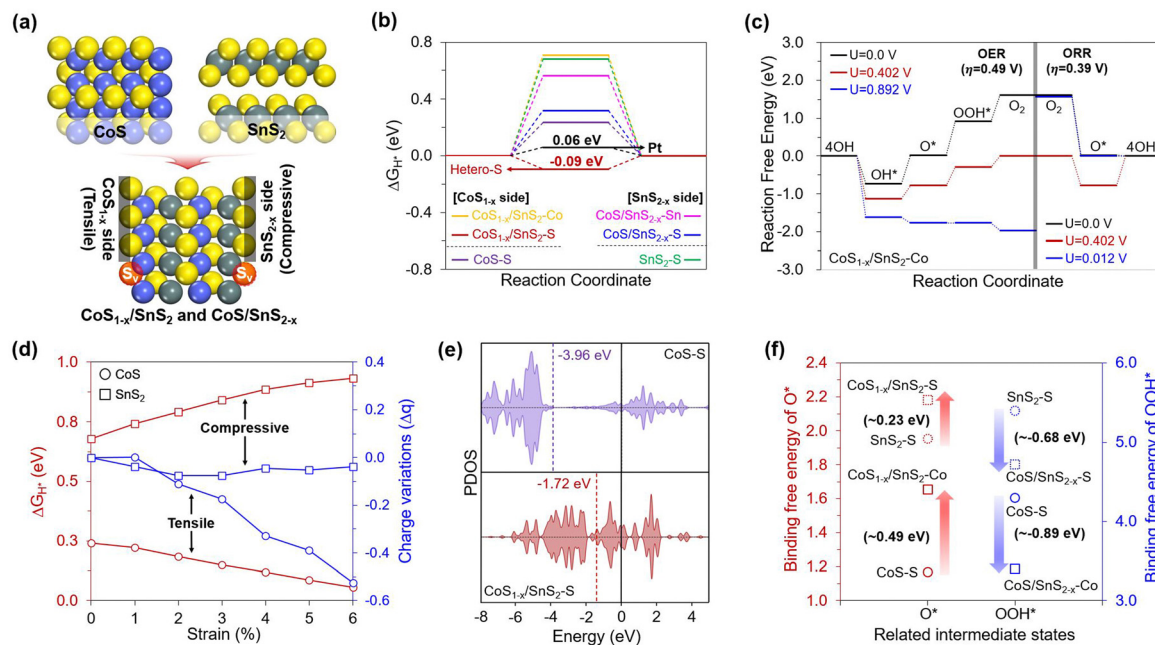 (a)
CoS
SnS2
CoS1-x side
(Tensile)
SnS2-x side
(Compressive)
Sv
Sv
CoS1-x/SnS2 and CoS/SnS2-x
(b)
ΔGH* (eV)
0.8
0.4
0.0
-0.4
-0.8
0.06 eV
Pt
-0.09 eV
Hetero-S
[CoS1-x side]
CoS1-x/SnS2-Co
CoS1-x/SnS2-S
CoS-S
[SnS2-x side]
CoS/SnS2-x-Sn
CoS/SnS2-x-S
SnS2-S
Reaction Coordinate
(c)
Reaction Free Energy (eV)
3.0
2.0
1.0
0.0
-1.0
-2.0
-3.0
U=0.0 V
U=0.402 V
U=0.892 V
OER
(η=0.49 V)
ORR
(η=0.39 V)
4OH
OH*
O*
OOH*
O2
O2
O*
4OH
U=0.0 V
U=0.402 V
U=0.012 V
CoS1-x/SnS2-Co
Reaction Coordinate
(d)
ΔGH* (eV)
1.0
0.8
0.5
0.3
0.0
CoS
SnS2
Compressive
Tensile
0.4
0.2
0.0
-0.2
-0.4
-0.6
Charge variations (Δq)
0 1 2 3 4 5 6
Strain (%)
(e)
PDOS
-3.96 eV
CoS-S
-1.72 eV
CoS1-x/SnS2-S
-8 -6 -4 -2 0 2 4
Energy (eV)
(f)
Binding free energy of O*
2.4
2.2
2.0
1.8
1.6
1.4
1.2
1.0
CoS1-x/SnS2-S
(~0.23 eV)
SnS2-S
CoS1-x/SnS2-Co
(~0.49 eV)
CoS-S
SnS2-S
(~-0.68 eV)
CoS/SnS2-x-S
CoS-S
(~-0.89 eV)
CoS/SnS2-x-Co
6.0
5.0
4.0
3.0
Binding free energy of OOH*
O* OOH*
Related intermediate states